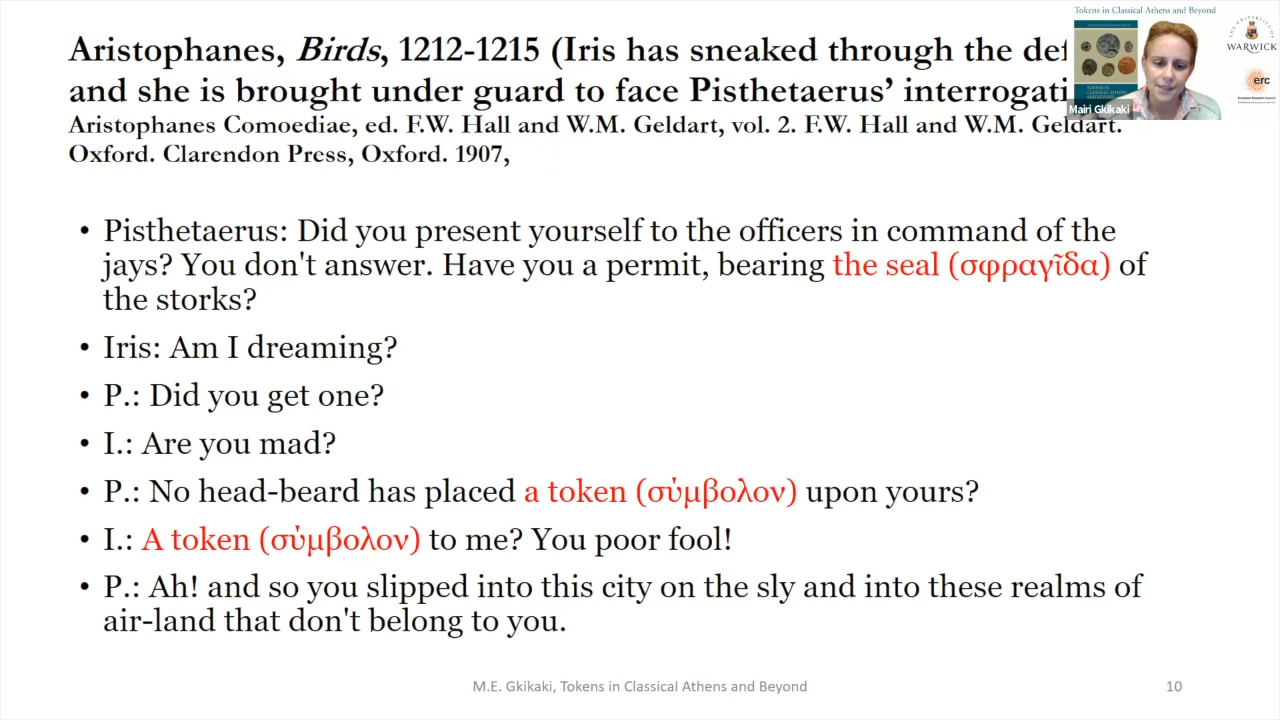 Tokens in Classical Athens and Beyond
Aristophanes, Birds, 1212-1215 (Iris has sneaked through the
and she is brought under guard to face Pisthetaerus’
Aristophanes Comoediae, ed. F.W. Hall and W.M. Geldart, vol. 2. F.W. Hall and W.M. Geldart.
Oxford. Clarendon Press, Oxford. 1907,
Mairi Gkikaki
WARWICK
erc
• Pisthetaerus: Did you present yourself to the officers in command of the
jays? You don't answer. Have you a permit, bearing the seal (σφραγῖδα) of
the storks?
• Iris: Am I dreaming?
• P.: Did you get one?
• I.: Are you mad?
• P.: No head-beard has placed a token (σύμβολον) upon yours?
• I.: A token (σύμβολον) to me? You poor fool!
• P.: Ah! and so you slipped into this city on the sly and into these realms of
air-land that don't belong to you.
M.E. Gkikaki, Tokens in Classical Athens and Beyond
10